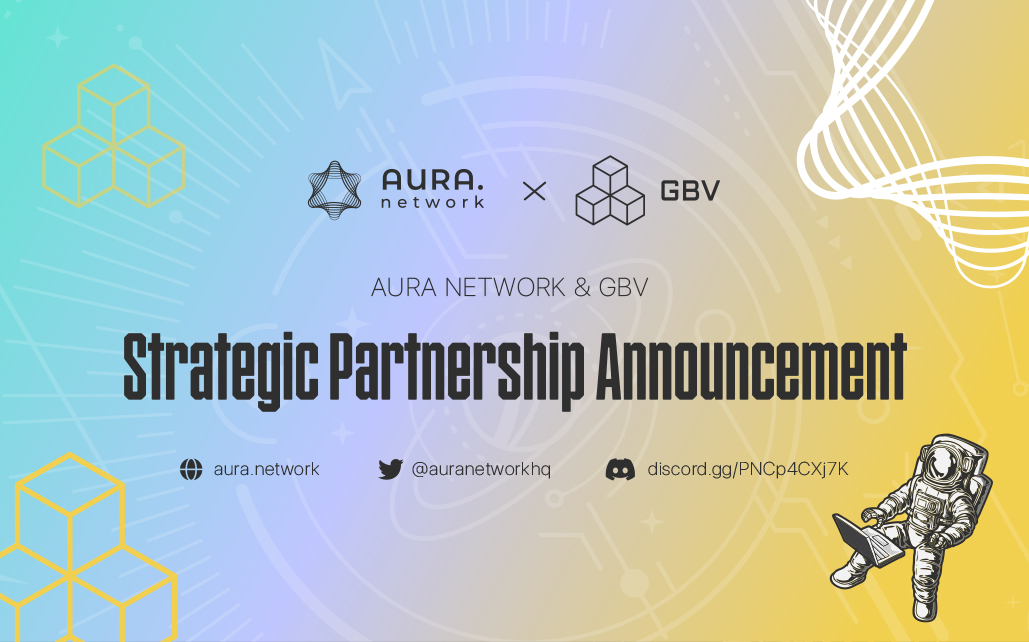 AURA.
network
GBV
AURA NETWORK & GBV
Strategic Partnership Announcement
aura.network
@auranetworkhq
discord.gg/PNCp4CXj7K